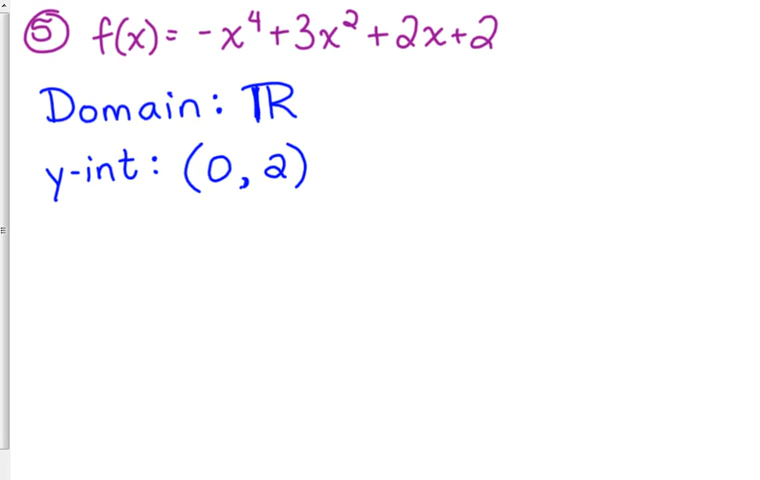 ⑤ f(x) = -x⁴+3x²+2x+2
Domain: ℝ
y-int: (0, 2)